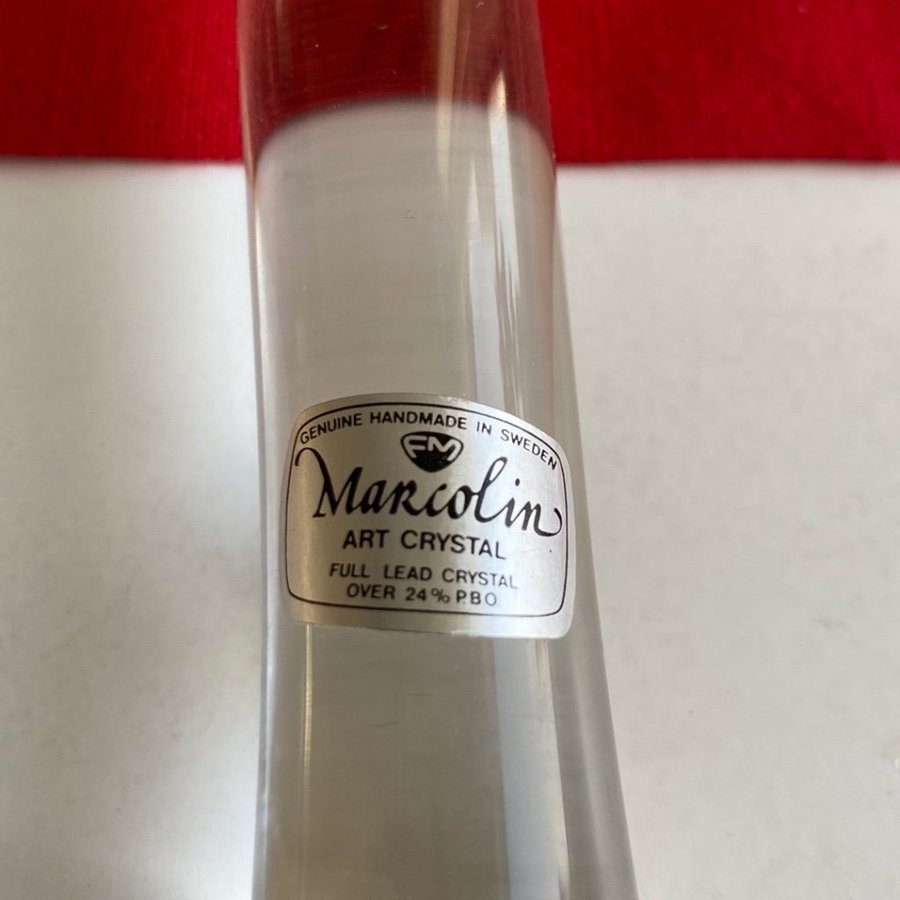 GENUINE HANDMADE IN SWEDEN
FM
Marcolin
ART CRYSTAL
FULL LEAD CRYSTAL
OVER 24% PBO